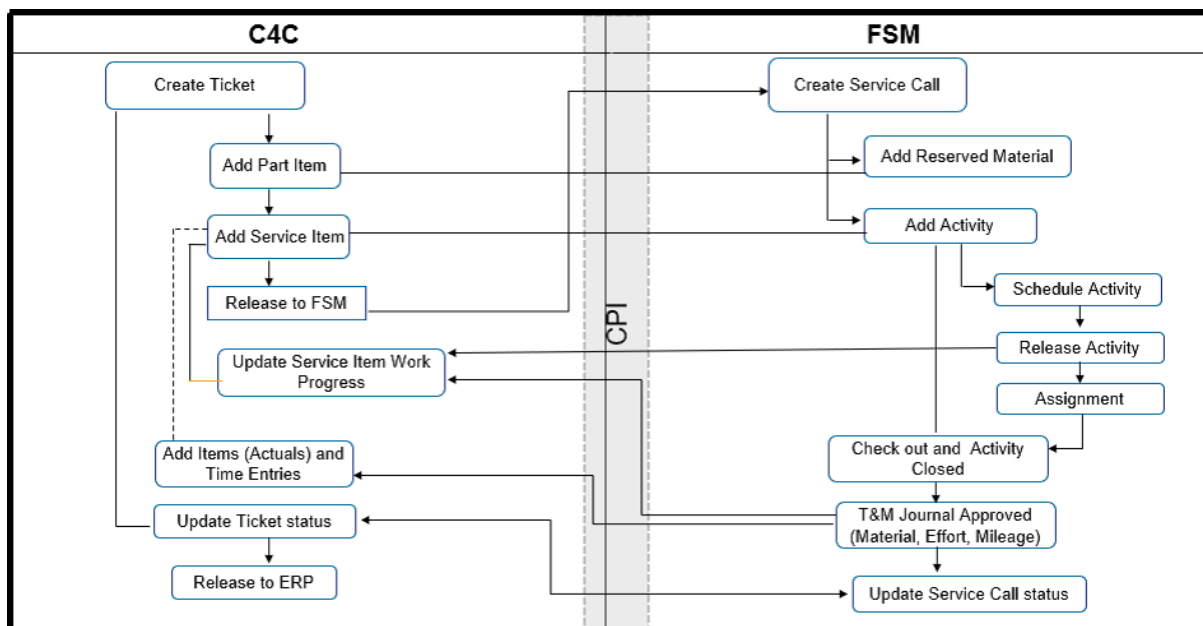 C4C
FSM
Create Ticket
Add Part Item
Add Service Item
Release to FSM
Update Service Item Work
Progress
Add Items (Actuals) and
Time Entries
Update Ticket status
Release to ERP
CPI
Create Service Call
Add Reserved Material
Add Activity
Schedule Activity
Release Activity
Assignment
Check out and Activity
Closed
T&M Journal Approved
(Material, Effort, Mileage)
Update Service Call status